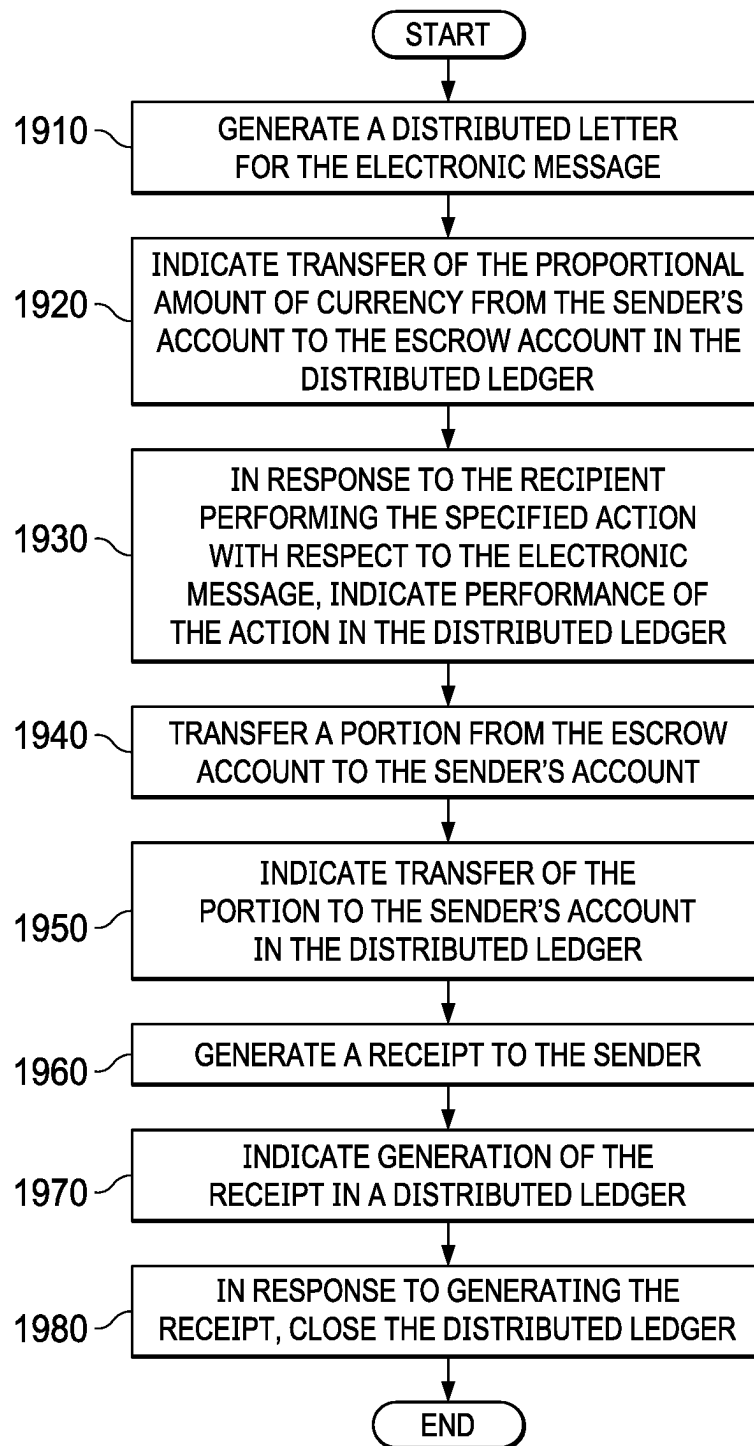 START
1910
GENERATE A DISTRIBUTED LETTER
FOR THE ELECTRONIC MESSAGE
1920
INDICATE TRANSFER OF THE PROPORTIONAL
AMOUNT OF CURRENCY FROM THE SENDER'S
ACCOUNT TO THE ESCROW ACCOUNT IN THE
DISTRIBUTED LEDGER
1930
IN RESPONSE TO THE RECIPIENT
PERFORMING THE SPECIFIED ACTION
WITH RESPECT TO THE ELECTRONIC
MESSAGE, INDICATE PERFORMANCE OF
THE ACTION IN THE DISTRIBUTED LEDGER
1940
TRANSFER A PORTION FROM THE ESCROW
ACCOUNT TO THE SENDER'S ACCOUNT
1950
INDICATE TRANSFER OF THE
PORTION TO THE SENDER'S ACCOUNT
IN THE DISTRIBUTED LEDGER
1960
GENERATE A RECEIPT TO THE SENDER
1970
INDICATE GENERATION OF THE
RECEIPT IN A DISTRIBUTED LEDGER
1980
IN RESPONSE TO GENERATING THE
RECEIPT, CLOSE THE DISTRIBUTED LEDGER
END